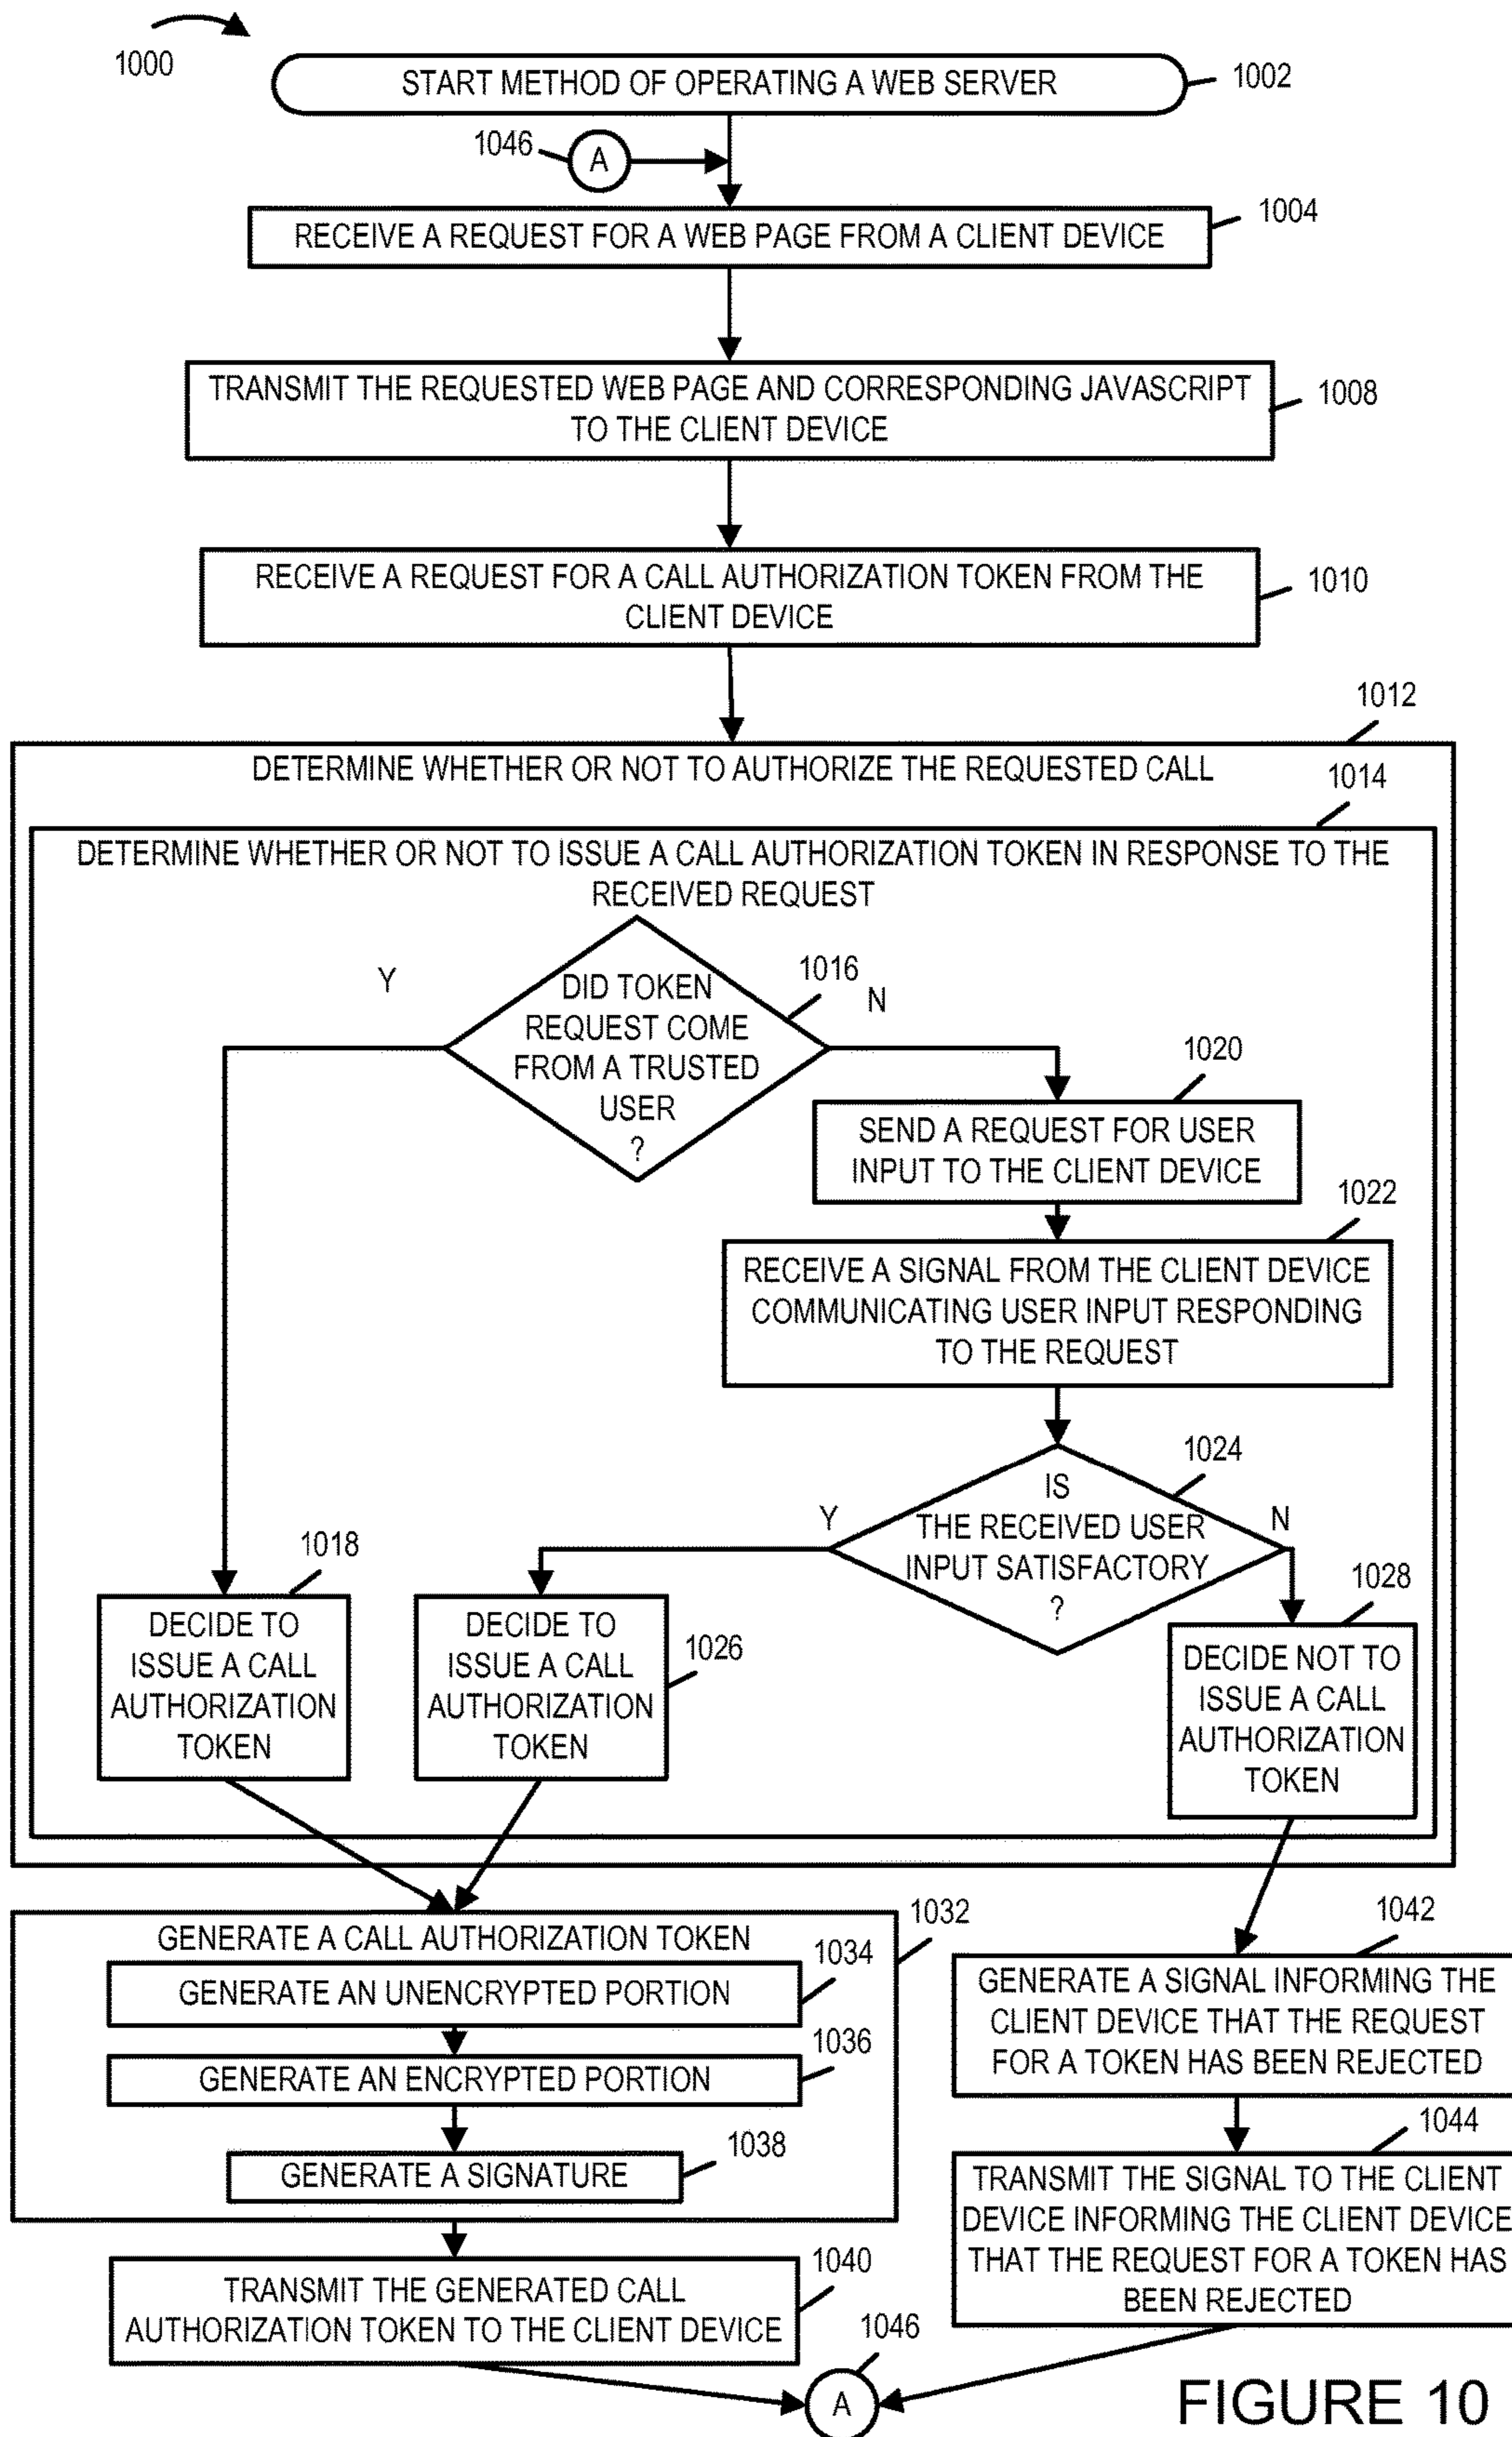 1000
START METHOD OF OPERATING A WEB SERVER
1002
1046
A
RECEIVE A REQUEST FOR A WEB PAGE FROM A CLIENT DEVICE
1004
TRANSMIT THE REQUESTED WEB PAGE AND CORRESPONDING JAVASCRIPT
TO THE CLIENT DEVICE
1008
RECEIVE A REQUEST FOR A CALL AUTHORIZATION TOKEN FROM THE
CLIENT DEVICE
1010
1012
DETERMINE WHETHER OR NOT TO AUTHORIZE THE REQUESTED CALL
1014
DETERMINE WHETHER OR NOT TO ISSUE A CALL AUTHORIZATION TOKEN IN RESPONSE TO THE
RECEIVED REQUEST
Y
DID TOKEN
REQUEST COME
FROM A TRUSTED
USER
?
1016
N
1020
SEND A REQUEST FOR USER
INPUT TO THE CLIENT DEVICE
1022
RECEIVE A SIGNAL FROM THE CLIENT DEVICE
COMMUNICATING USER INPUT RESPONDING
TO THE REQUEST
1024
Y
IS
THE RECEIVED USER
INPUT SATISFACTORY
?
N
1018
DECIDE TO
ISSUE A CALL
AUTHORIZATION
TOKEN
DECIDE TO
ISSUE A CALL
AUTHORIZATION
TOKEN
1026
1028
DECIDE NOT TO
ISSUE A CALL
AUTHORIZATION
TOKEN
GENERATE A CALL AUTHORIZATION TOKEN
1032
1034
GENERATE AN UNENCRYPTED PORTION
1036
GENERATE AN ENCRYPTED PORTION
1038
GENERATE A SIGNATURE
1040
TRANSMIT THE GENERATED CALL
AUTHORIZATION TOKEN TO THE CLIENT DEVICE
1042
GENERATE A SIGNAL INFORMING THE
CLIENT DEVICE THAT THE REQUEST
FOR A TOKEN HAS BEEN REJECTED
1044
TRANSMIT THE SIGNAL TO THE CLIENT
DEVICE INFORMING THE CLIENT DEVICE
THAT THE REQUEST FOR A TOKEN HAS
BEEN REJECTED
1046
A
FIGURE 10